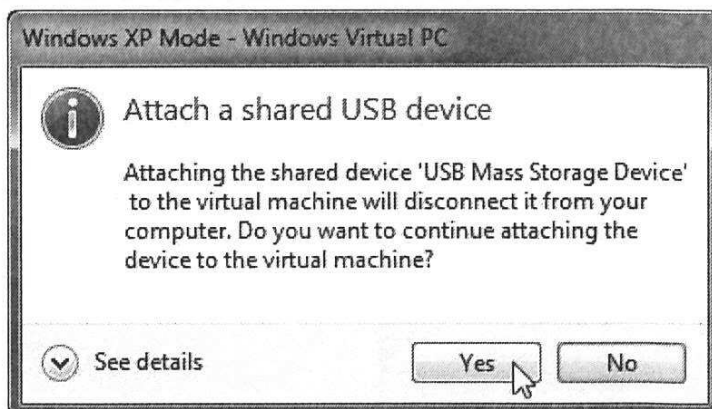 Windows XP Mode - Windows Virtual PC
Attach a shared USB device
Attaching the shared device 'USB Mass Storage Device'
to the virtual machine will disconnect it from your
computer. Do you want to continue attaching the
device to the virtual machine?
See details
Yes
No